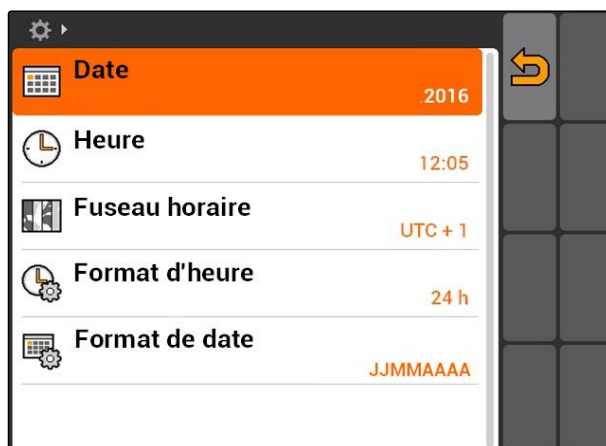 Date
.2016
Heure
12:05
Fuseau horaire
UTC + 1
Format d'heure
24 h
Format de date
JJMMAAAA